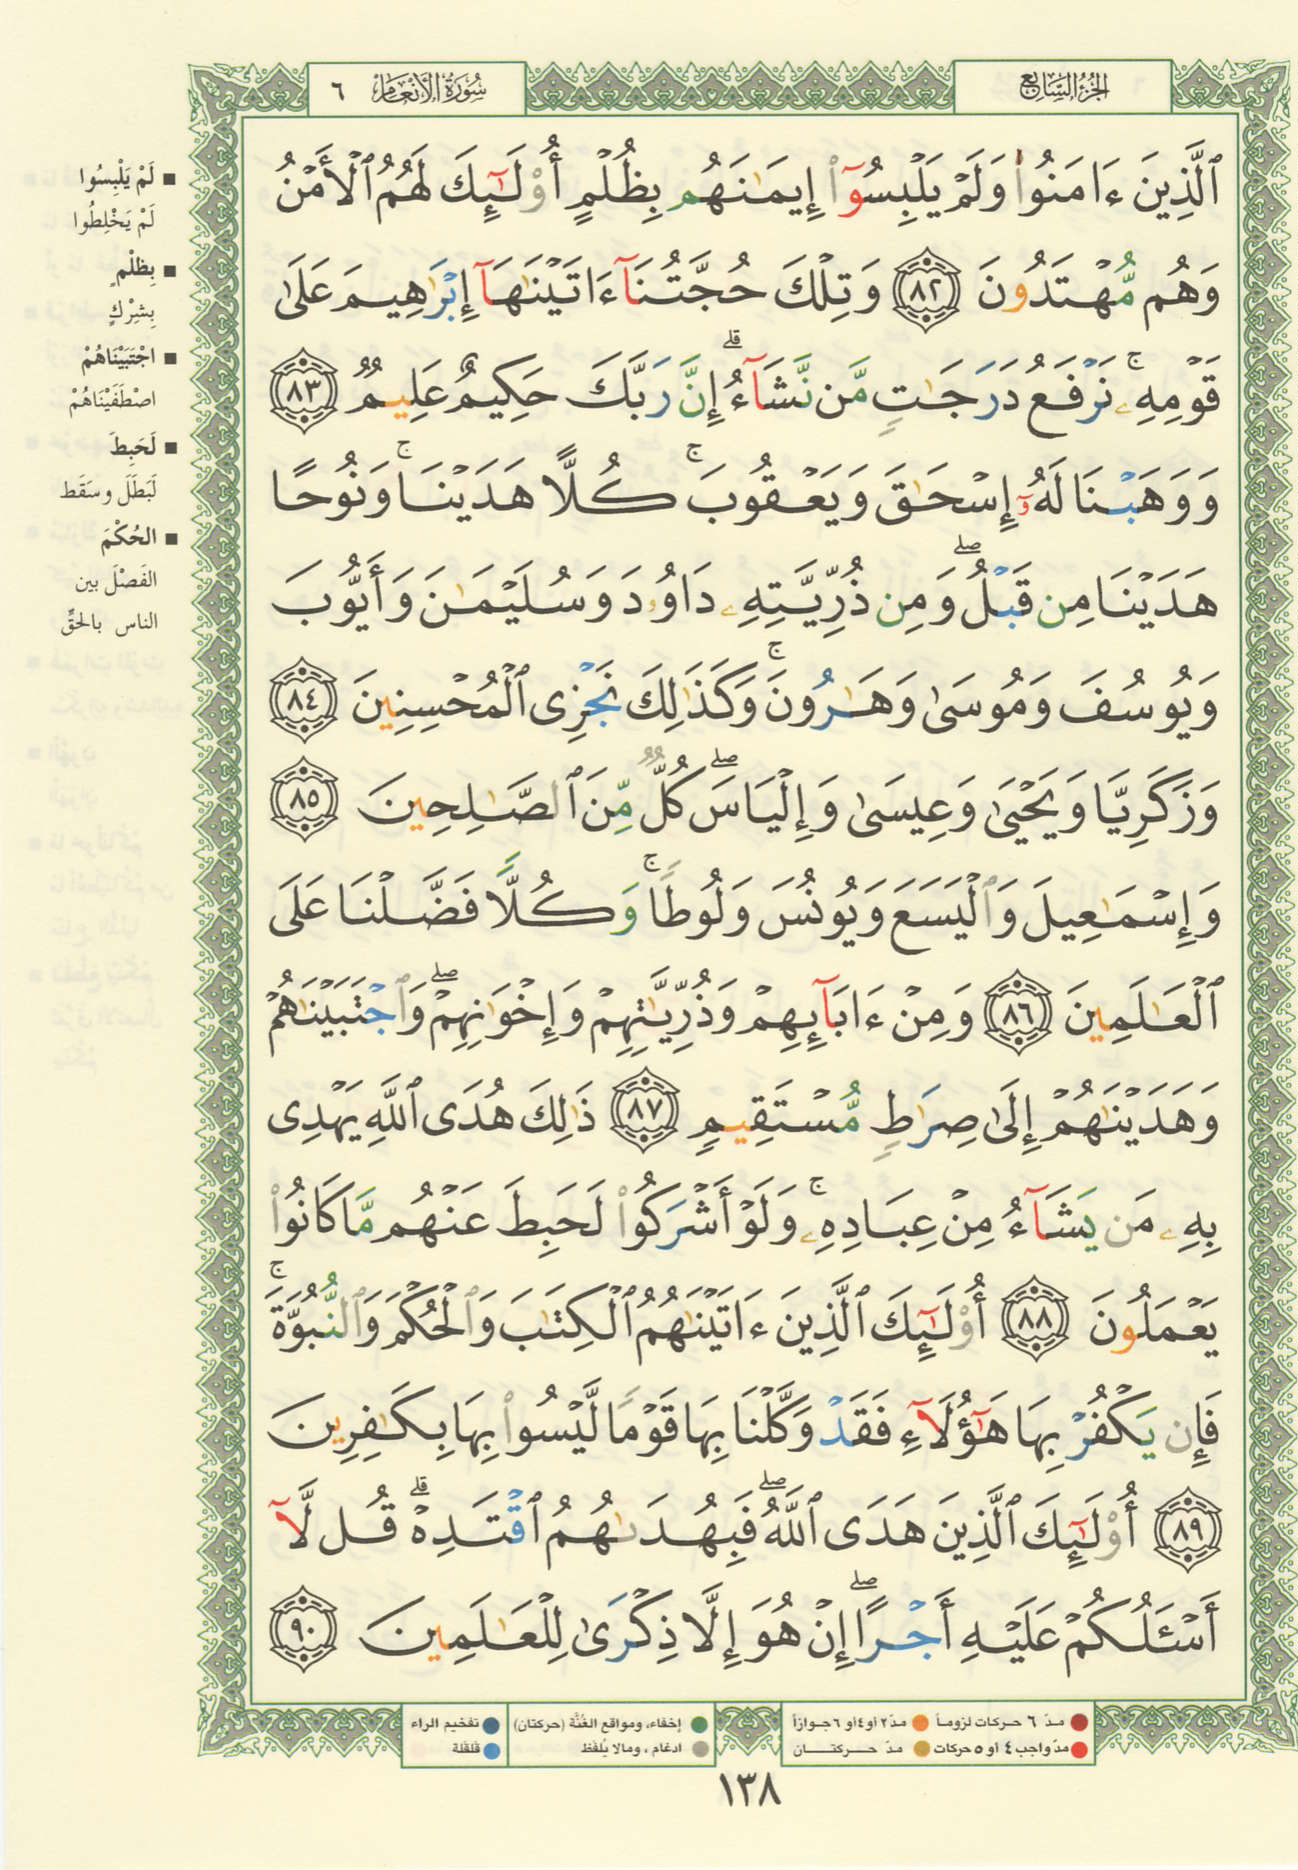 الجزء السابع
سورة الأنعام ٦
ٱلَّذِينَ ءَامَنُوا۟ وَلَمْ يَلْبِسُوٓا۟ إِيمَـٰنَهُم بِظُلْمٍ أُو۟لَـٰٓئِكَ لَهُمُ ٱلْأَمْنُ
وَهُم مُّهْتَدُونَ ٨٢ وَتِلْكَ حُجَّتُنَآ ءَاتَيْنَـٰهَآ إِبْرَٰهِيمَ عَلَىٰ
قَوْمِهِۦ ۚ نَرْفَعُ دَرَجَـٰتٍ مَّن نَّشَآءُ ۗ إِنَّ رَبَّكَ حَكِيمٌ عَلِيمٌ ٨٣
وَوَهَبْنَا لَهُۥٓ إِسْحَـٰقَ وَيَعْقُوبَ ۚ كُلًّا هَدَيْنَا ۚ وَنُوحًا
هَدَيْنَا مِن قَبْلُ ۖ وَمِن ذُرِّيَّتِهِۦ دَاوُۥدَ وَسُلَيْمَـٰنَ وَأَيُّوبَ
وَيُوسُفَ وَمُوسَىٰ وَهَـٰرُونَ ۚ وَكَذَٰلِكَ نَجْزِى ٱلْمُحْسِنِينَ ٨٤
وَزَكَرِيَّا وَيَحْيَىٰ وَعِيسَىٰ وَإِلْيَاسَ ۖ كُلٌّ مِّنَ ٱلصَّـٰلِحِينَ ٨٥
وَإِسْمَـٰعِيلَ وَٱلْيَسَعَ وَيُونُسَ وَلُوطًا ۚ وَكُلًّا فَضَّلْنَا عَلَى
ٱلْعَـٰلَمِينَ ٨٦ وَمِنْ ءَابَآئِهِمْ وَذُرِّيَّـٰتِهِمْ وَإِخْوَٰنِهِمْ ۖ وَٱجْتَبَيْنَـٰهُمْ
وَهَدَيْنَـٰهُمْ إِلَىٰ صِرَٰطٍ مُّسْتَقِيمٍ ٨٧ ذَٰلِكَ هُدَى ٱللَّهِ يَهْدِى
بِهِۦ مَن يَشَآءُ مِنْ عِبَادِهِۦ ۚ وَلَوْ أَشْرَكُوا۟ لَحَبِطَ عَنْهُم مَّا كَانُوا۟
يَعْمَلُونَ ٨٨ أُو۟لَـٰٓئِكَ ٱلَّذِينَ ءَاتَيْنَـٰهُمُ ٱلْكِتَـٰبَ وَٱلْحُكْمَ وَٱلنُّبُوَّةَ ۚ
فَإِن يَكْفُرْ بِهَا هَـٰٓؤُلَآءِ فَقَدْ وَكَّلْنَا بِهَا قَوْمًا لَّيْسُوا۟ بِهَا بِكَـٰفِرِينَ
٨٩ أُو۟لَـٰٓئِكَ ٱلَّذِينَ هَدَى ٱللَّهُ ۖ فَبِهُدَىٰهُمُ ٱقْتَدِهْ ۗ قُل لَّآ
أَسْـَٔلُكُمْ عَلَيْهِ أَجْرًا ۖ إِنْ هُوَ إِلَّا ذِكْرَىٰ لِلْعَـٰلَمِينَ ٩٠
■ لَمْ يَلْبِسُوا
لَمْ يَخْلِطُوا
■ بِظُلْمٍ
بِشِرْكٍ
■ اجْتَبَيْنَاهُمْ
اصْطَفَيْنَاهُمْ
■ لَحَبِطَ
لَبَطَلَ وسَقَط
■ الحُكْمَ
الفَصْلَ بين
الناس بالحقِّ
مدّ ٦ حركات لزوماً مدّ ٢ أو ٤ أو ٦ جوازاً
مدّ واجب ٤ أو ٥ حركات مدّ حركتان
إخفاء، ومواقع الغُنَّة (حركتان) تفخيم الراء
ادغام ، ومالا يُلفَظ قلقلة
١٣٨